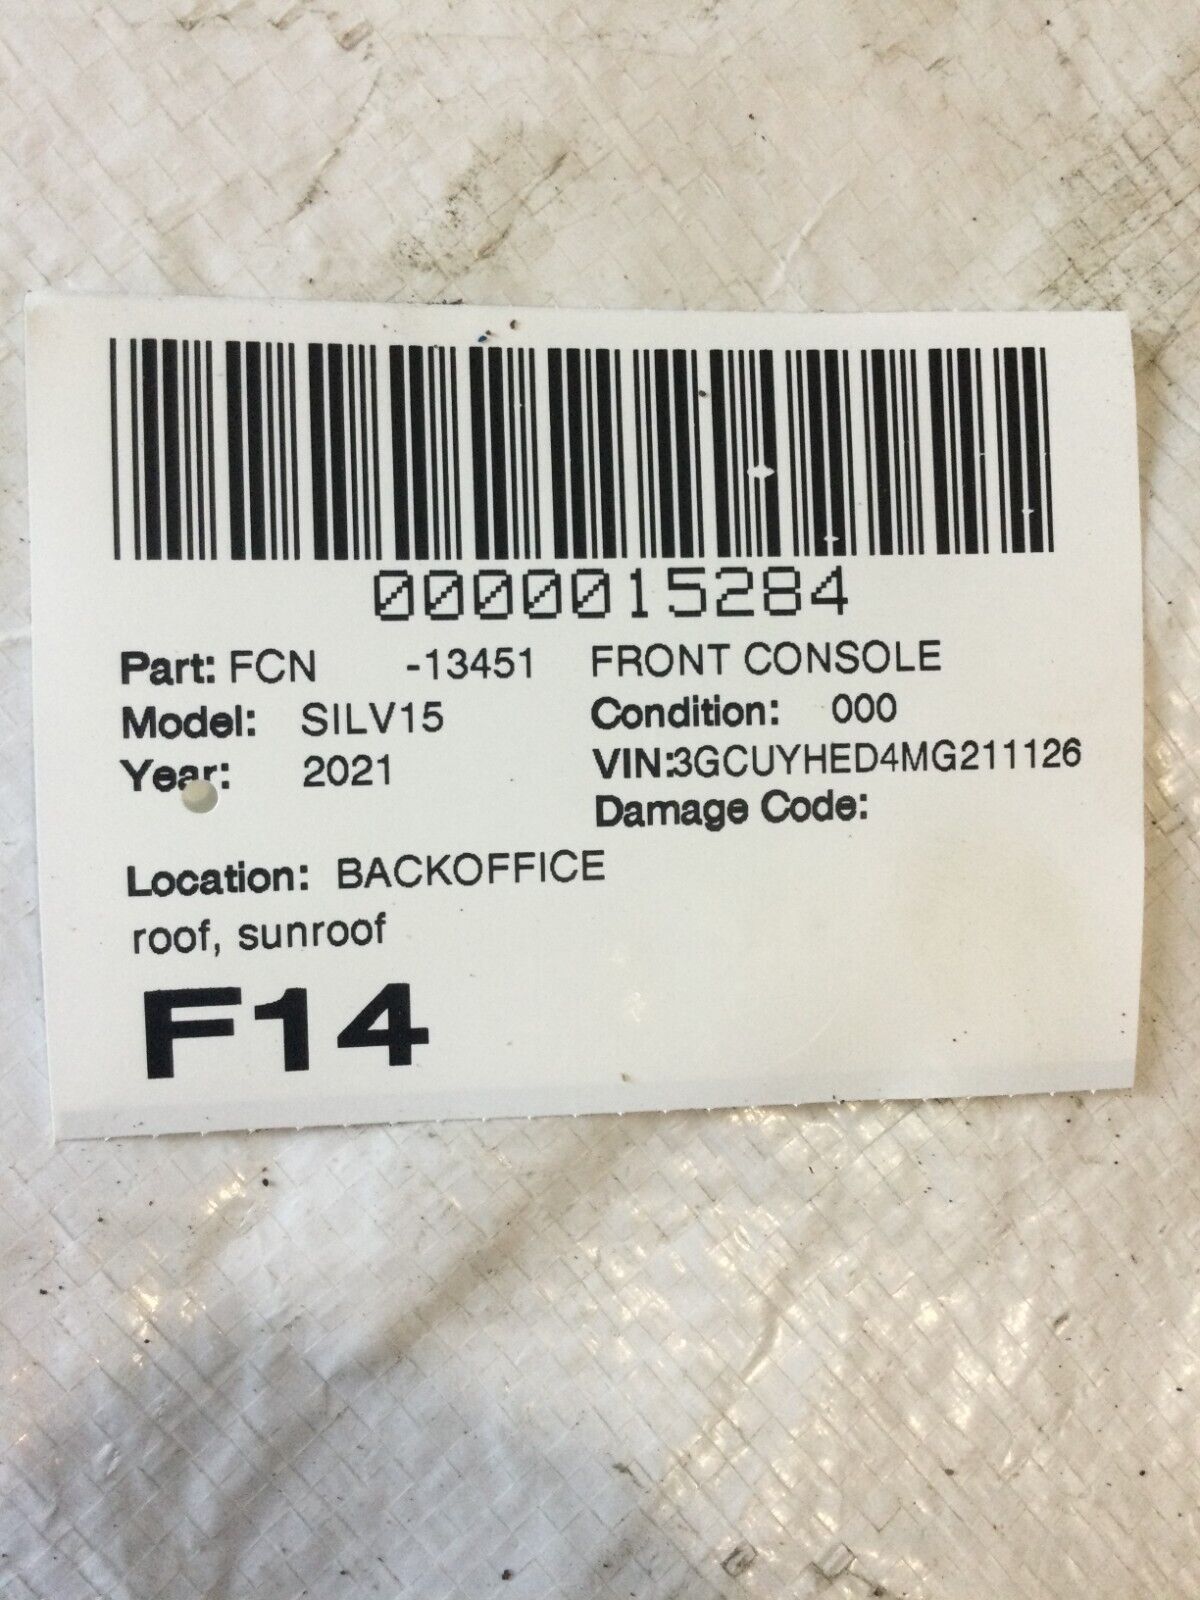 0000015284
Part: FCN -13451 FRONT CONSOLE
Model: SILV15 Condition: 000
Year: 2021 VIN:3GCUYHED4MG211126
Damage Code:
Location: BACKOFFICE
roof, sunroof
F14